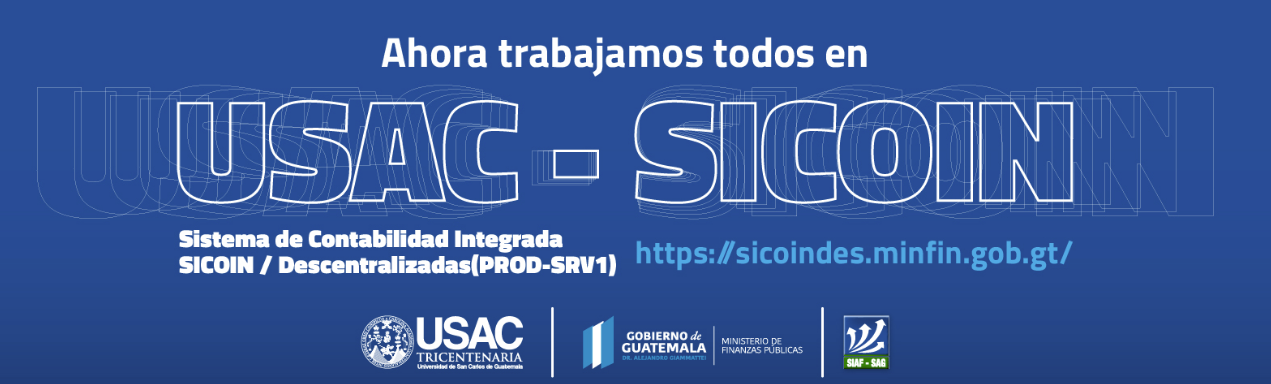 Ahora trabajamos todos en
USAC - SICOIN
Sistema de Contabilidad Integrada
SICOIN / Descentralizadas(PROD-SRV1)
https://sicoindes.minfin.gob.gt/
USAC
TRICENTENARIA
Universidad de San Carlos de Guatemala
GOBIERNO de
GUATEMALA
DR. ALEJANDRO GIAMMATTEI
MINISTERIO DE
FINANZAS PÚBLICAS
SIAF - SAG